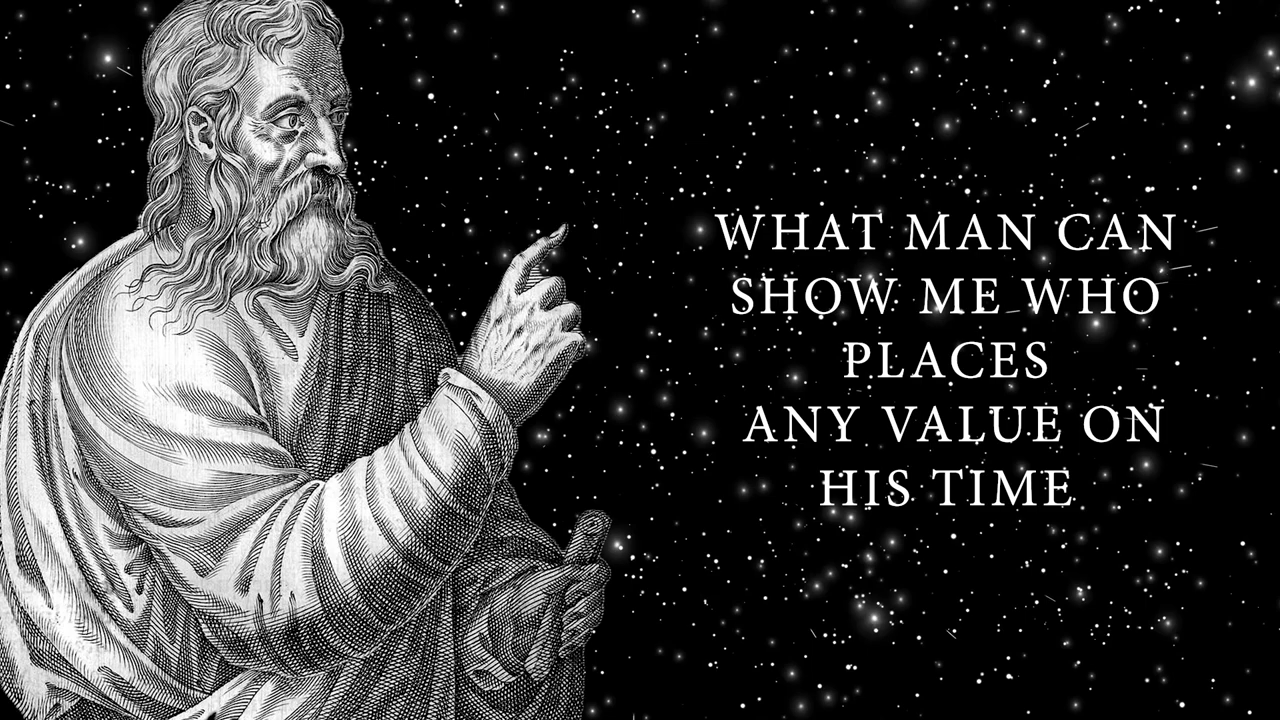 WHAT MAN CAN
SHOW ME WHO
PLACES
ANY VALUE ON
HIS TIME